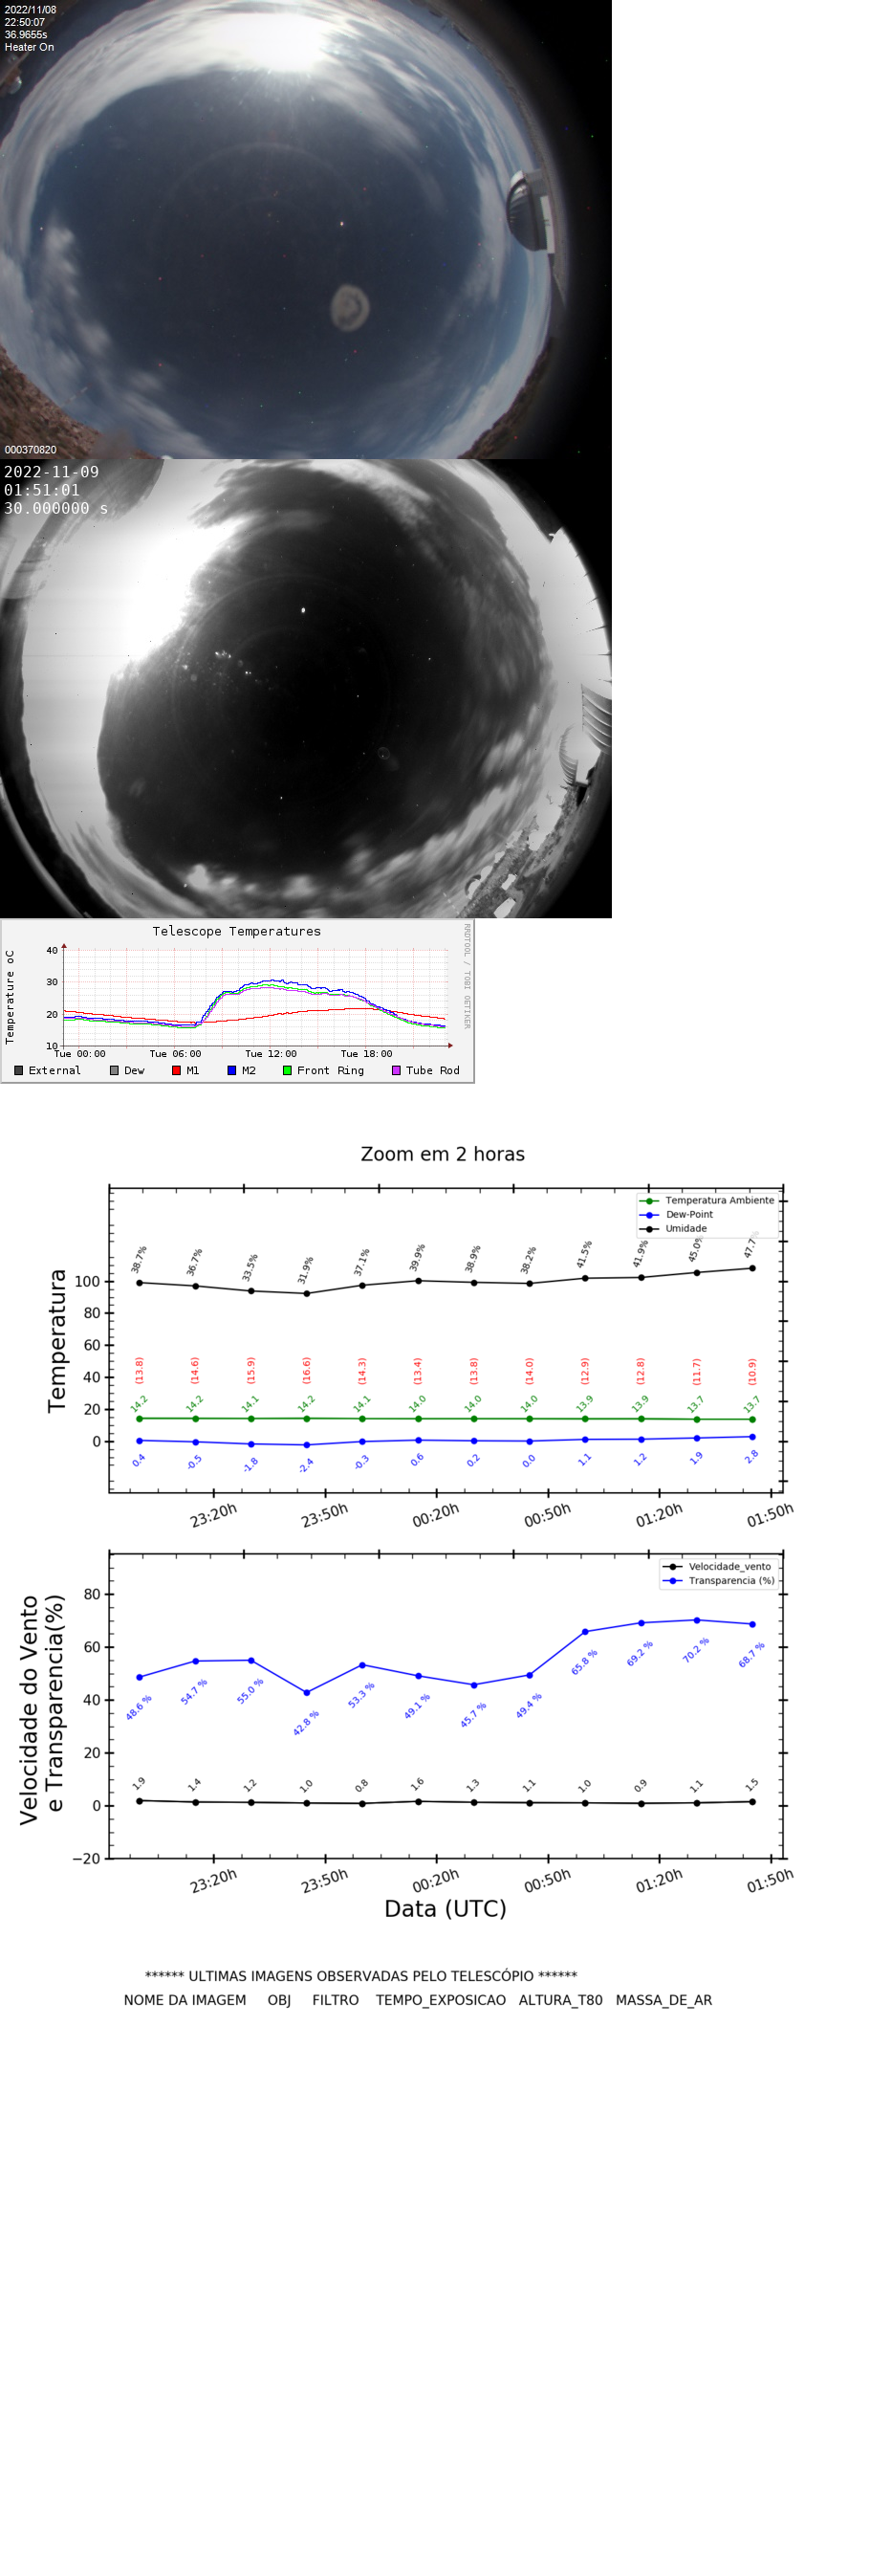 2022/11/08
22:50:07
36.9655s
Heater On
000370820
2022-11-09
01:51:01
30.000000 s
Telescope Temperatures
RRDTOOL / TOBI OETIKER
Temperature oC
40
30
20
10
Tue 00:00 Tue 06:00 Tue 12:00 Tue 18:00
External Dew M1 M2 Front Ring Tube Rod
Zoom em 2 horas
Temperatura Ambiente
Dew-Point
Umidade
Temperatura
100
80
60
40
20
0
38.7% 36.7% 33.5% 31.9% 37.1% 39.9% 38.9% 38.2% 41.5% 41.9% 45.0% 47.7%
(13.8) (14.6) (15.9) (16.6) (14.3) (13.4) (13.8) (14.0) (12.9) (12.8) (11.7) (10.9)
14.2 14.2 14.1 14.2 14.1 14.0 14.0 14.0 13.9 13.9 13.7 13.7
0.4 -0.5 -1.8 -2.4 -0.3 0.6 0.2 0.0 1.1 1.2 1.9 2.8
23:20h 23:50h 00:20h 00:50h 01:20h 01:50h
Velocidade_vento
Transparencia (%)
Velocidade do Vento
e Transparencia(%)
80
60
40
20
0
−20
48.6 % 54.7 % 55.0 % 42.8 % 53.3 % 49.1 % 45.7 % 49.4 % 65.8 % 69.2 % 70.2 % 68.7 %
1.9 1.4 1.2 1.0 0.8 1.6 1.3 1.1 1.0 0.9 1.1 1.5
23:20h 23:50h 00:20h 00:50h 01:20h 01:50h
Data (UTC)
****** ULTIMAS IMAGENS OBSERVADAS PELO TELESCÓPIO ******
NOME DA IMAGEM OBJ FILTRO TEMPO_EXPOSICAO ALTURA_T80 MASSA_DE_AR